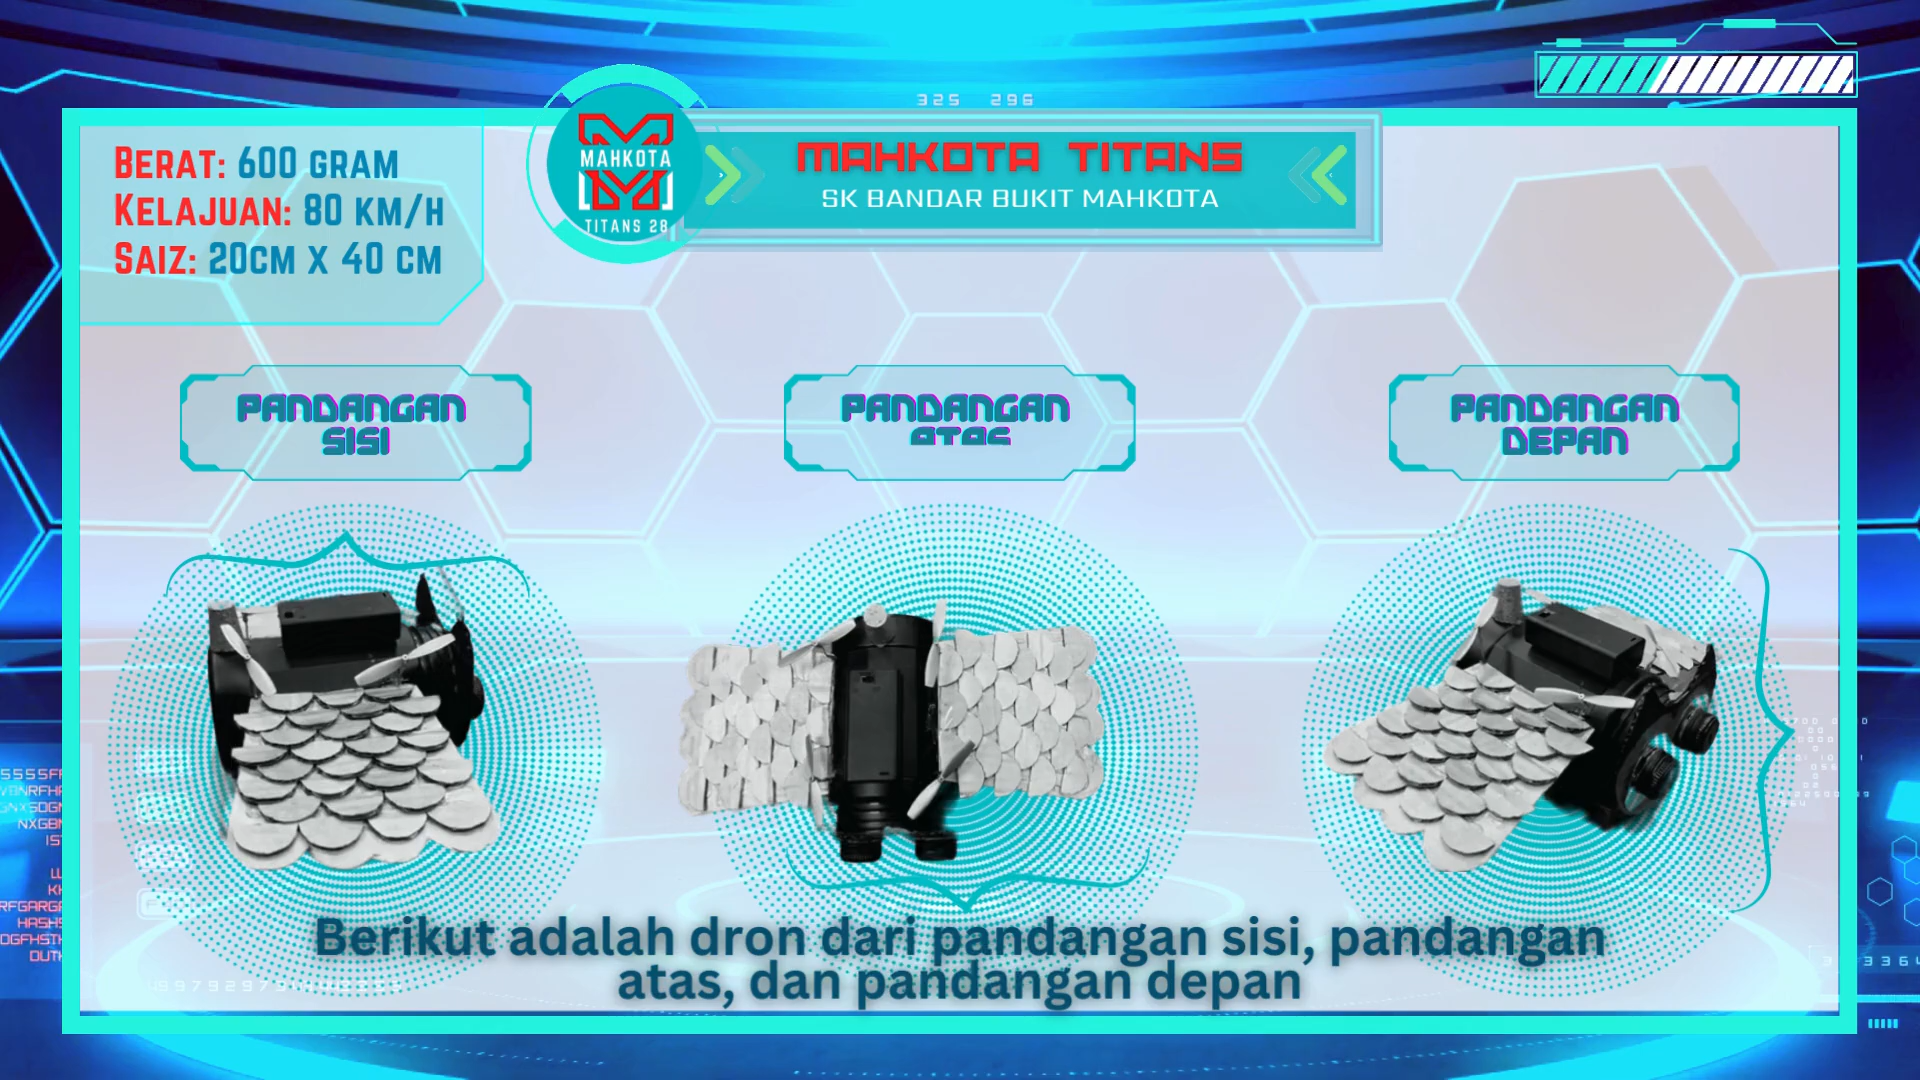 325 296
BERAT: 600 GRAM
KELAJUAN: 80 KM/H
SAIZ: 20CM X 40 CM
MAHKOTA
TITANS 28
MAHKOTA TITANS
SK BANDAR BUKIT MAHKOTA
PANDANGAN
SISI
PANDANGAN
ATAS
PANDANGAN
DEPAN
Berikut adalah dron dari pandangan sisi, pandangan
atas, dan pandangan depan